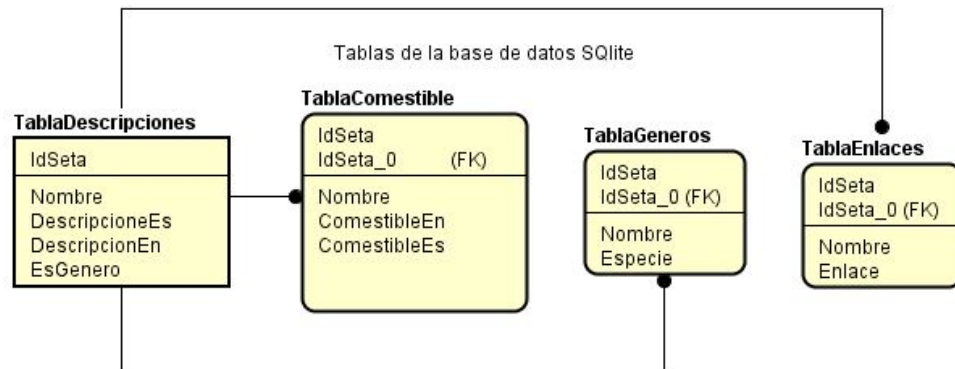 Tablas de la base de datos SQlite
TablaDescripciones
IdSeta
Nombre
DescripcioneEs
DescripcionEn
EsGenero
TablaComestible
IdSeta
IdSeta_0 (FK)
Nombre
ComestibleEn
ComestibleEs
TablaGeneros
IdSeta
IdSeta_0 (FK)
Nombre
Especie
TablaEnlaces
IdSeta
IdSeta_0 (FK)
Nombre
Enlace